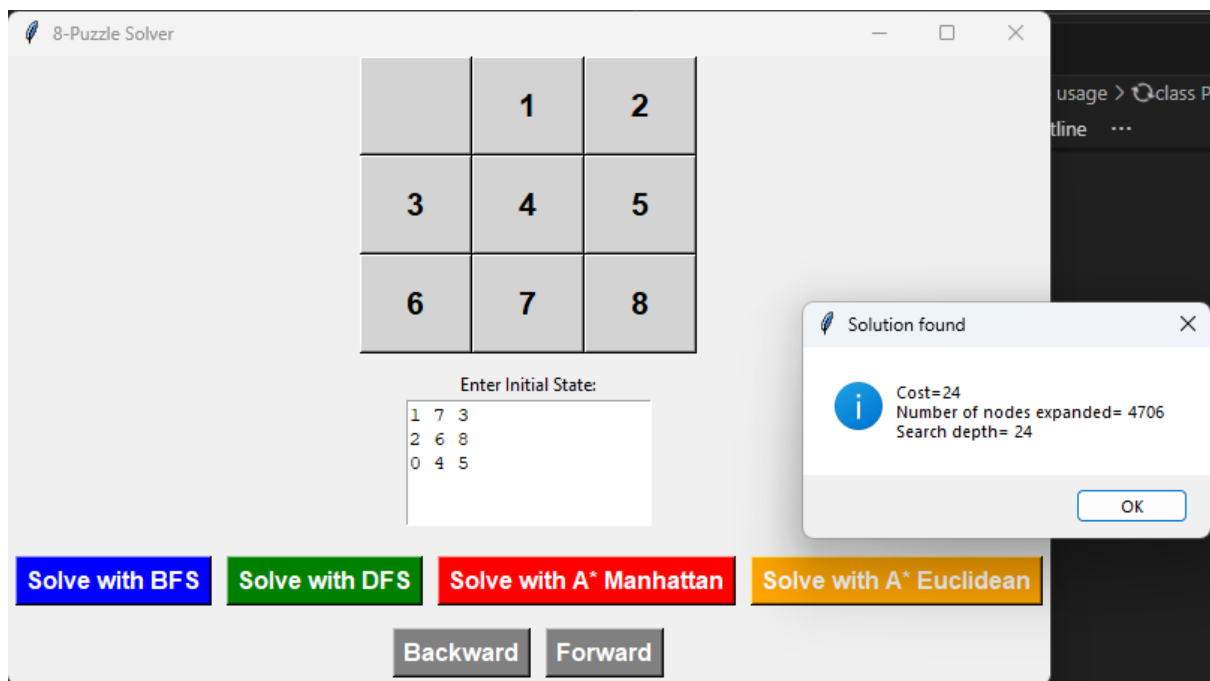 8-Puzzle Solver
usage > class P
tline ...
1 2
3 4 5
6 7 8
Enter Initial State:
1 7 3
2 6 8
0 4 5
Solution found
Cost=24
Number of nodes expanded= 4706
Search depth= 24
OK
Solve with BFS Solve with DFS Solve with A* Manhattan Solve with A* Euclidean
Backward Forward